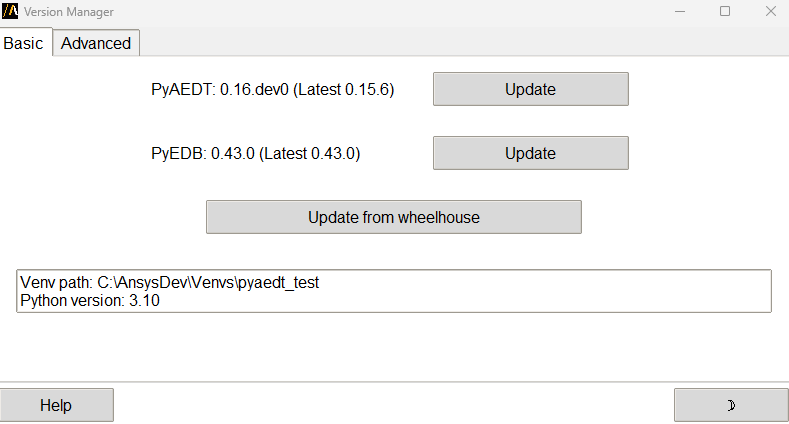 Version Manager
Basic
Advanced
PyAEDT: 0.16.dev0 (Latest 0.15.6)
Update
PyEDB: 0.43.0 (Latest 0.43.0)
Update
Update from wheelhouse
Venv path: C:\AnsysDev\Venvs\pyaedt_test
Python version: 3.10
Help